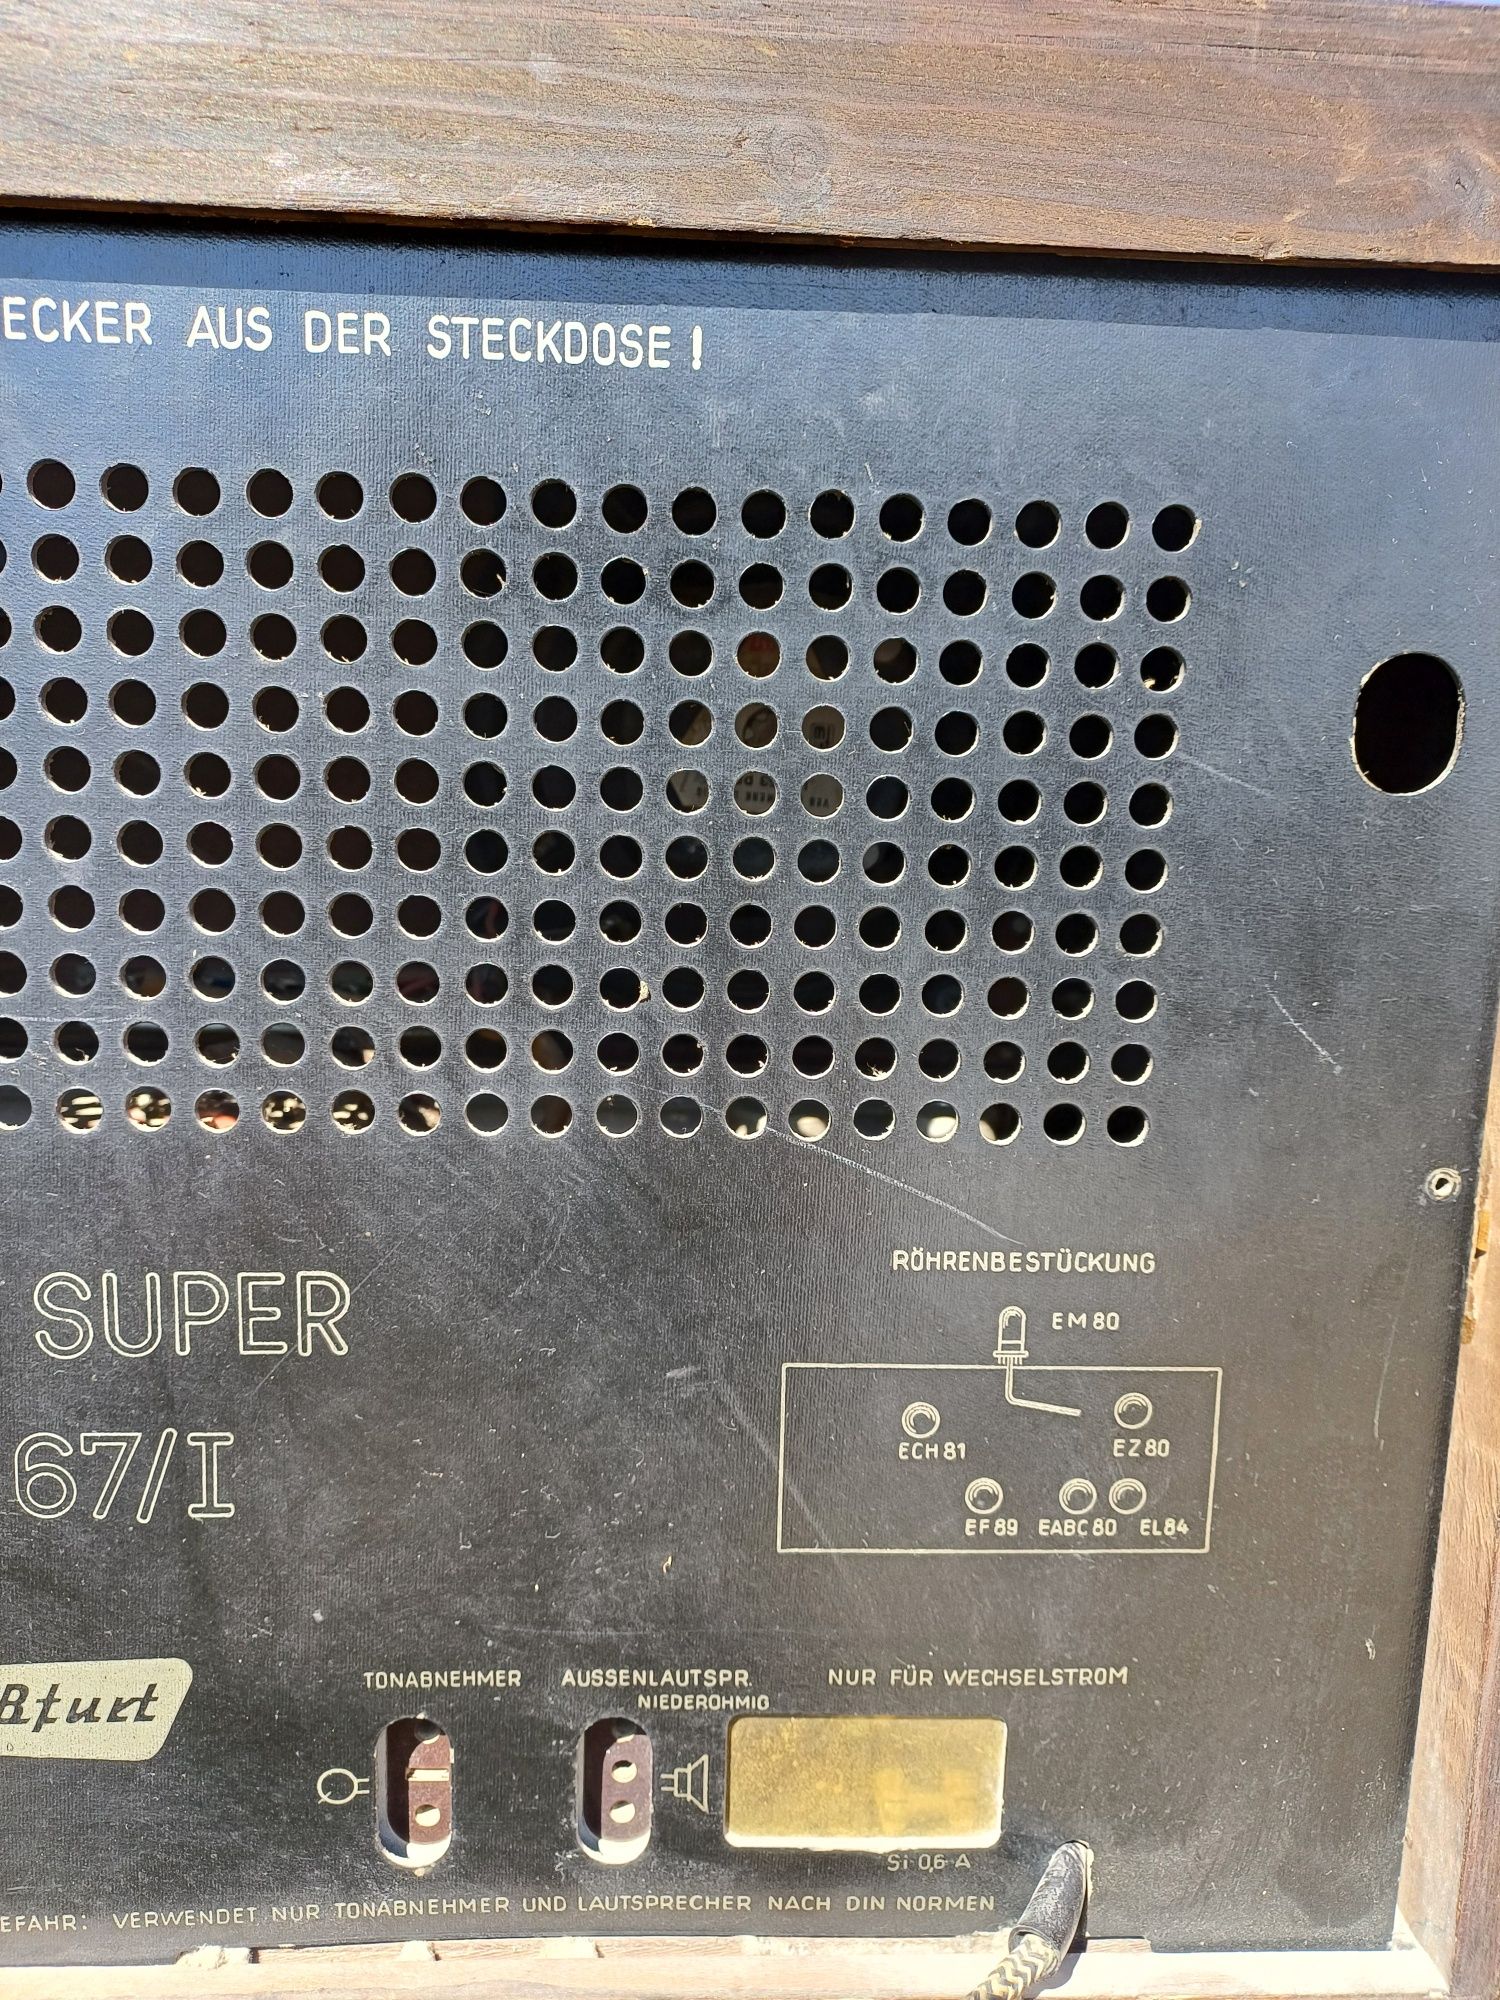 ECKER AUS DER STECKDOSE!
SUPER
67/I
RÖHRENBESTÜCKUNG
EM 80
ECH 81
EZ 80
EF 89 EABC 80 EL 84
TONABNEHMER
AUSSENLAUTSPR.
NIEDEROHMIG
NUR FÜR WECHSELSTROM
Si 0,6 A
EFAHR: VERWENDET NUR TONABNEHMER UND LAUTSPRECHER NACH DIN NORMEN